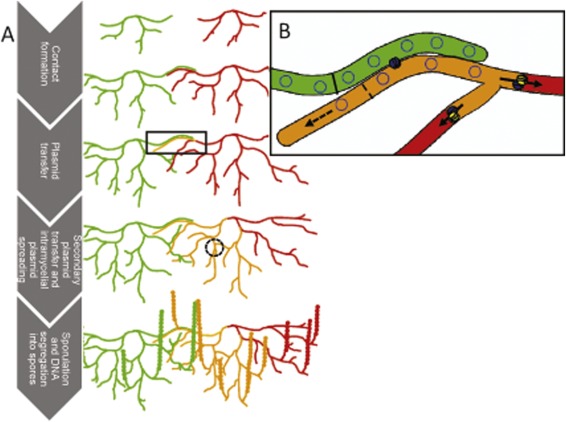 A
B
Contact
formation
Plasmid
transfer
Secondary
plasmid
transfer and
intramycelial
plasmid
spreading
Sporulation
and DNA
segregation
into spores